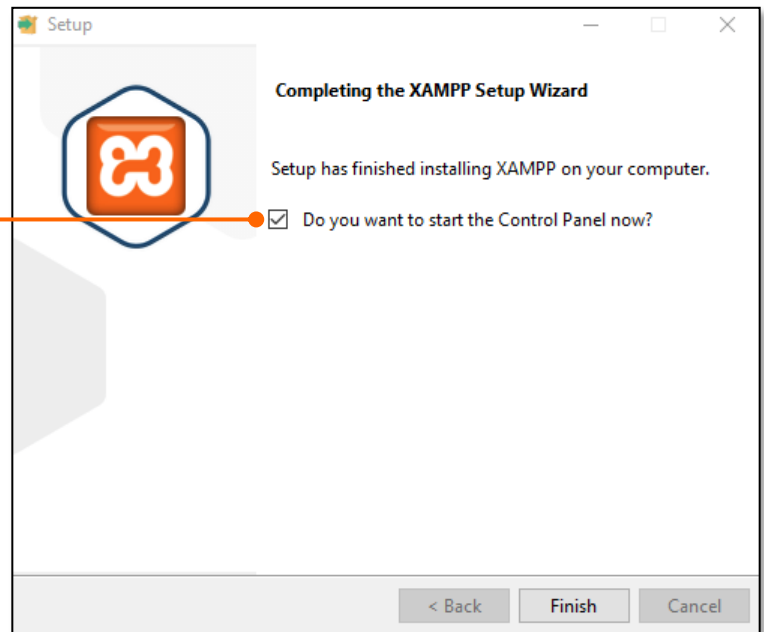 Setup
Completing the XAMPP Setup Wizard
Setup has finished installing XAMPP on your computer.
Do you want to start the Control Panel now?
< Back
Finish
Cancel